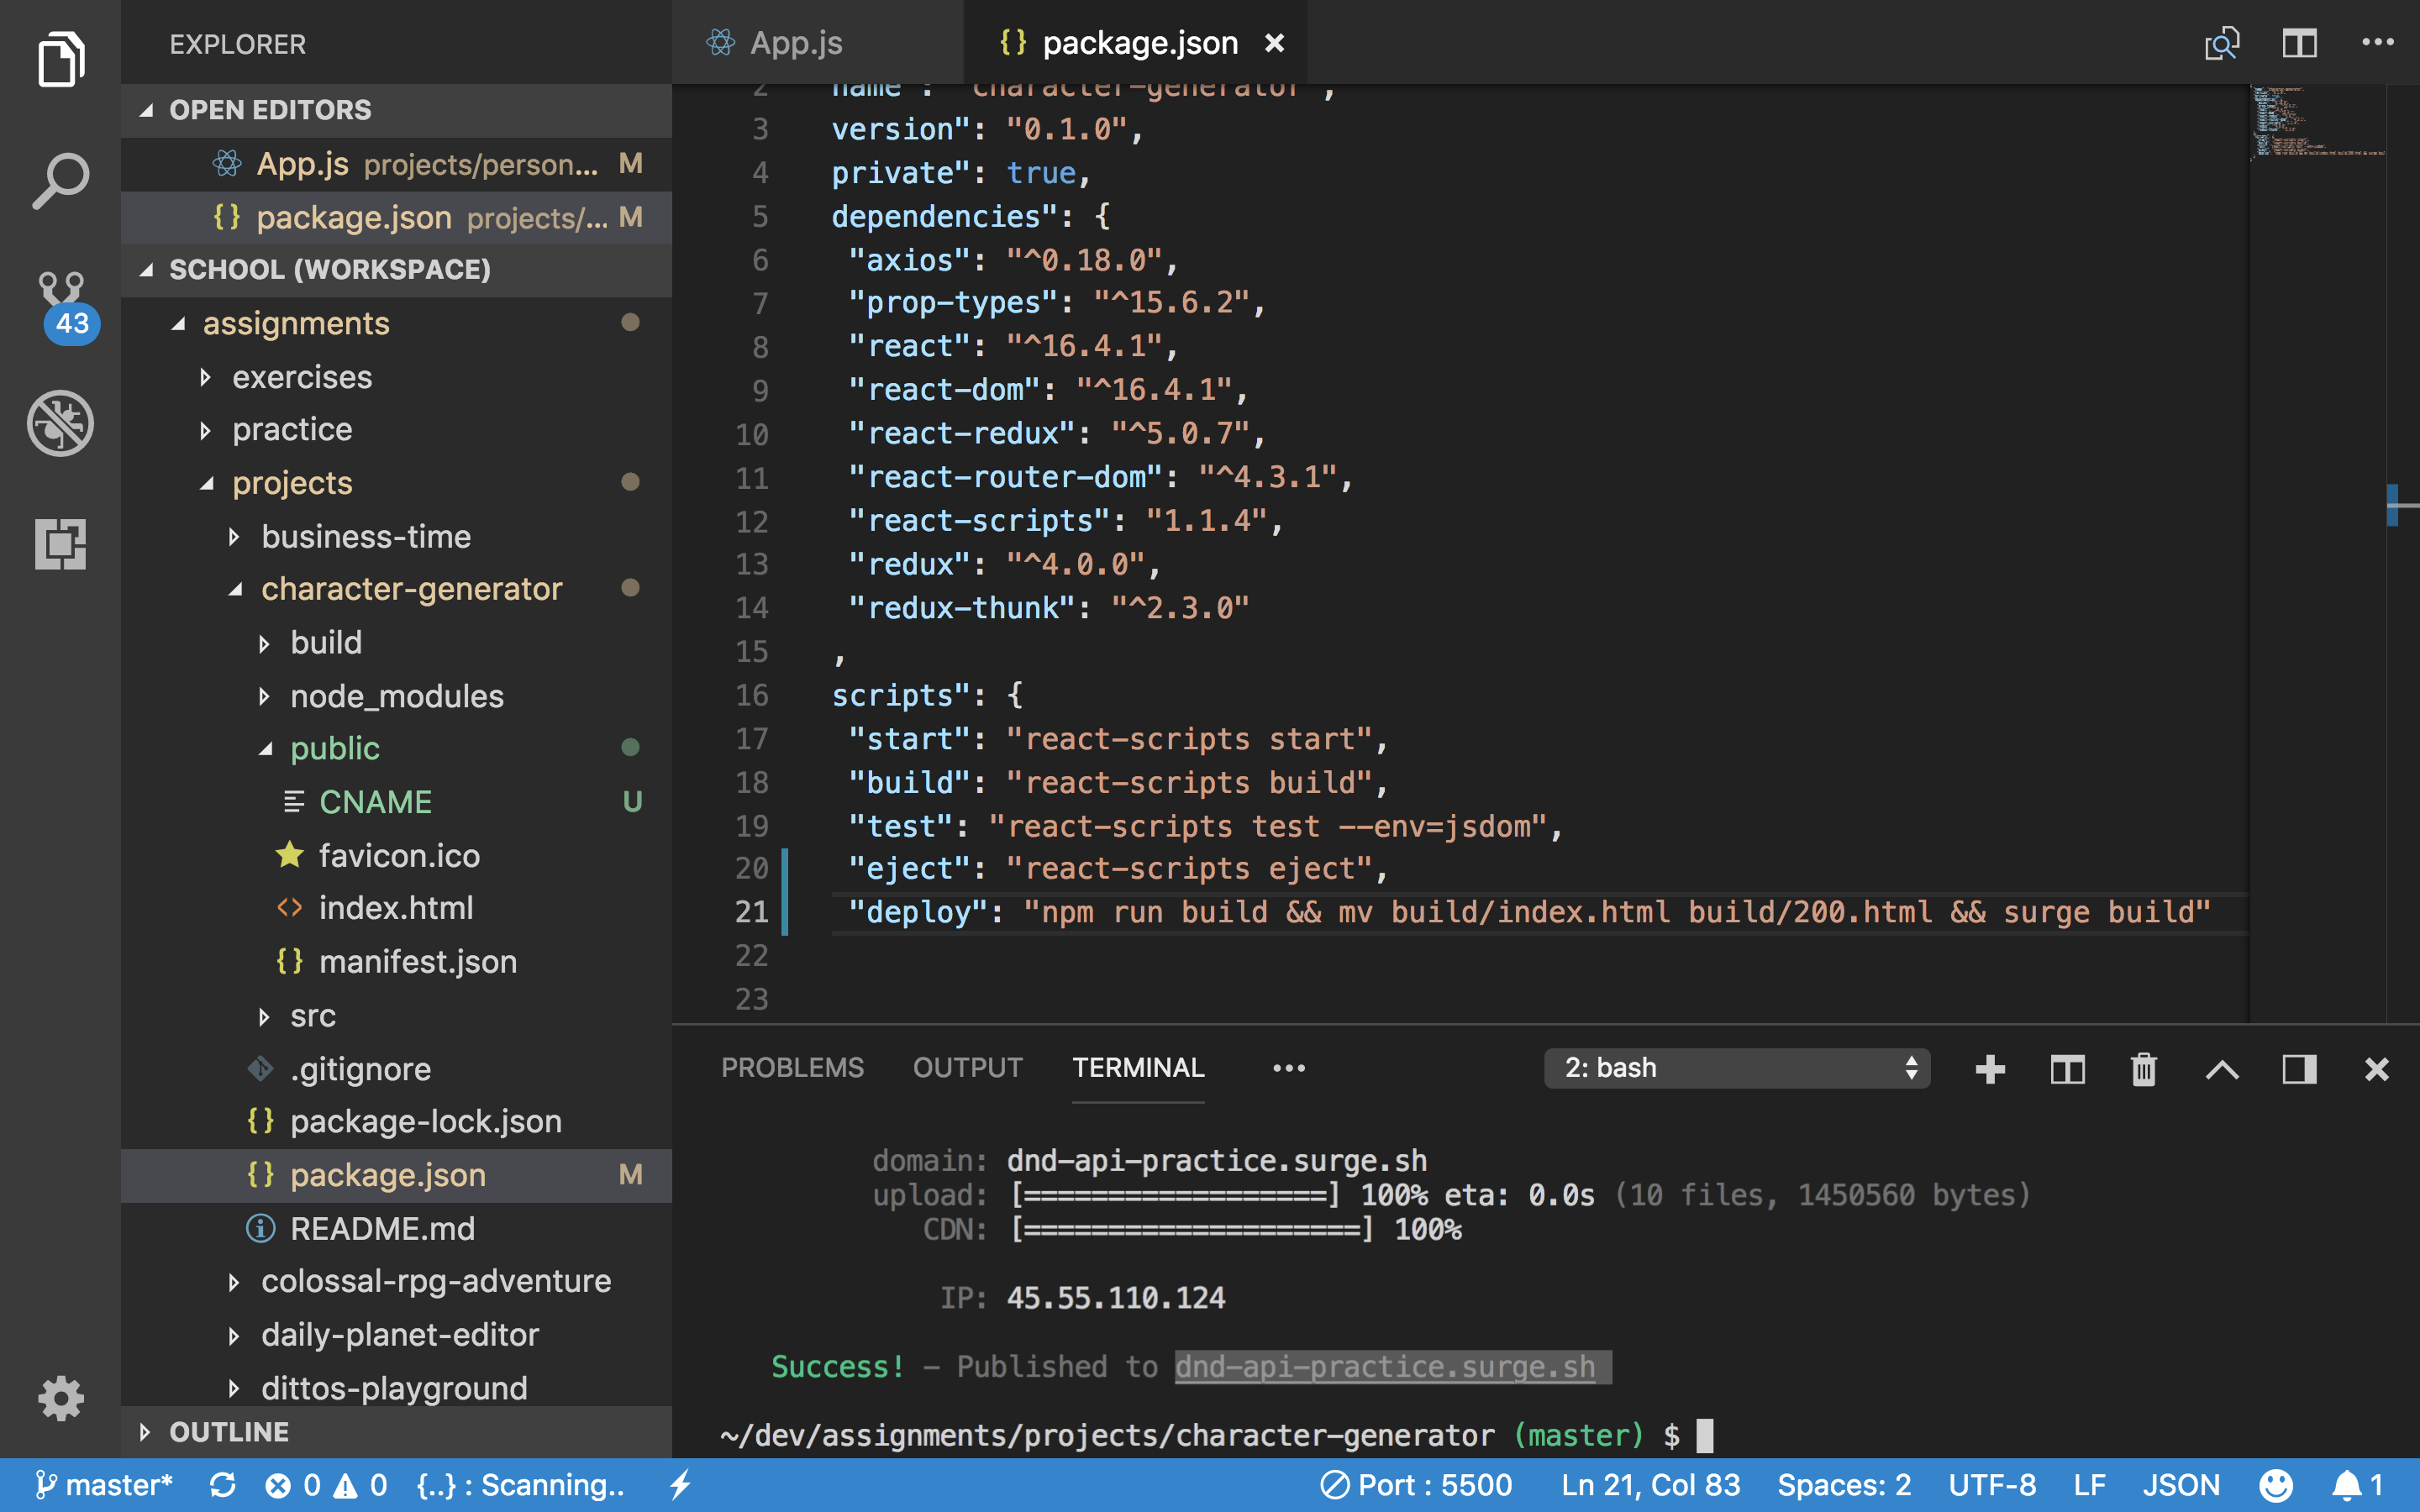 EXPLORER
OPEN EDITORS
App.js projects/person... M
{} package.json projects/... M
SCHOOL (WORKSPACE)
43
assignments
exercises
practice
projects
business-time
character-generator
build
node_modules
public
CNAME U
favicon.ico
<> index.html
{} manifest.json
src
.gitignore
{} package-lock.json
{} package.json M
README.md
colossal-rpg-adventure
daily-planet-editor
dittos-playground
OUTLINE
App.js
{} package.json
2 name": "character-generator",
3 version": "0.1.0",
4 private": true,
5 dependencies": {
6 "axios": "^0.18.0",
7 "prop-types": "^15.6.2",
8 "react": "^16.4.1",
9 "react-dom": "^16.4.1",
10 "react-redux": "^5.0.7",
11 "react-router-dom": "^4.3.1",
12 "react-scripts": "1.1.4",
13 "redux": "^4.0.0",
14 "redux-thunk": "^2.3.0"
15 ,
16 scripts": {
17 "start": "react-scripts start",
18 "build": "react-scripts build",
19 "test": "react-scripts test --env=jsdom",
20 "eject": "react-scripts eject",
21 "deploy": "npm run build && mv build/index.html build/200.html && surge build"
22
23
PROBLEMS OUTPUT TERMINAL ••• 2: bash
domain: dnd-api-practice.surge.sh
upload: [==================] 100% eta: 0.0s (10 files, 1450560 bytes)
CDN: [====================] 100%
IP: 45.55.110.124
Success! - Published to dnd-api-practice.surge.sh
~/dev/assignments/projects/character-generator (master) $
master* 0 0 {..} : Scanning.. Port : 5500 Ln 21, Col 83 Spaces: 2 UTF-8 LF JSON 1